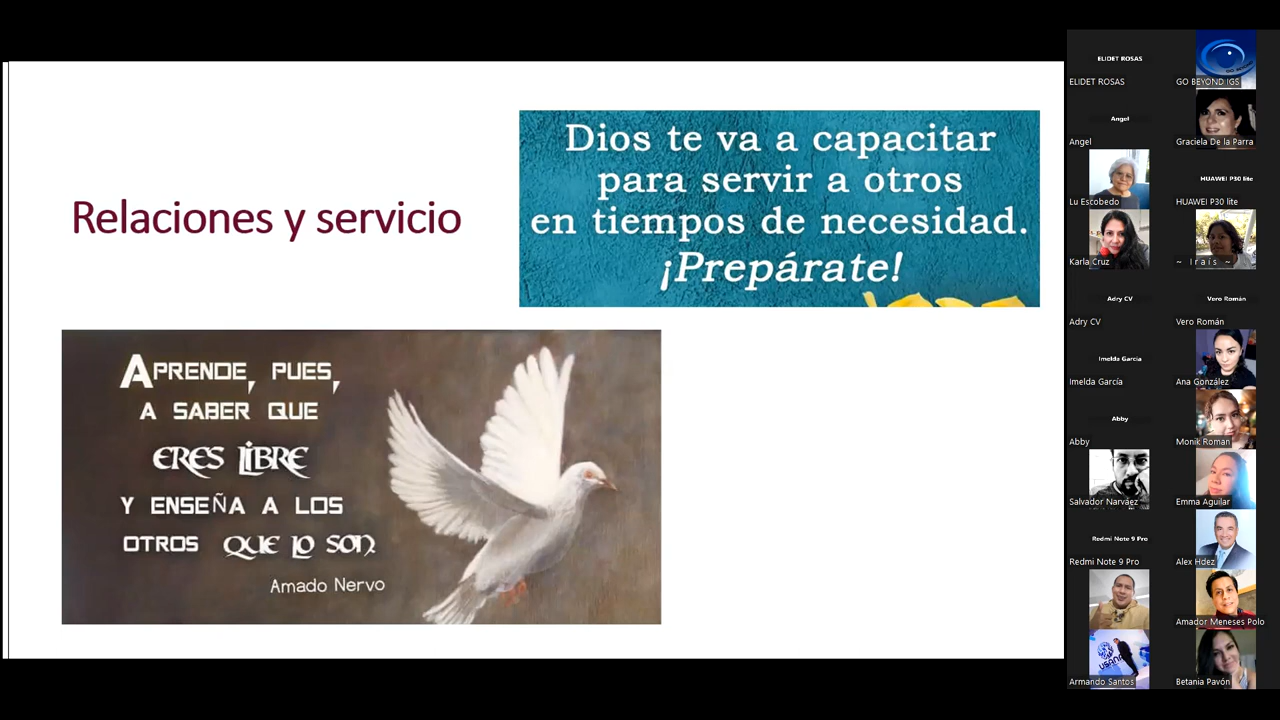 Relaciones y servicio
Dios te va a capacitar
para servir a otros
en tiempos de necesidad.
¡Prepárate!
APRENDE, PUES,
A SABER QUE
ERES LIBRE
Y ENSEÑA A LOS
OTROS QUE LO SON
Amado Nervo
ELIDET ROSAS
ELIDET ROSAS
GO BEYOND IGS
Angel
Angel
Graciela De la Parra
Lu Escobedo
HUAWEI P30 lite
HUAWEI P30 lite
Karla Cruz
~ I r a í s ~
Adry CV
Adry CV
Vero Román
Vero Román
Imelda García
Imelda García
Ana González
Abby
Abby
Monik Roman
Salvador Narváez
Emma Aguilar
Redmi Note 9 Pro
Redmi Note 9 Pro
Alex Hdez
Amador Meneses Polo
USANA
Armando Santos
Betania Pavón